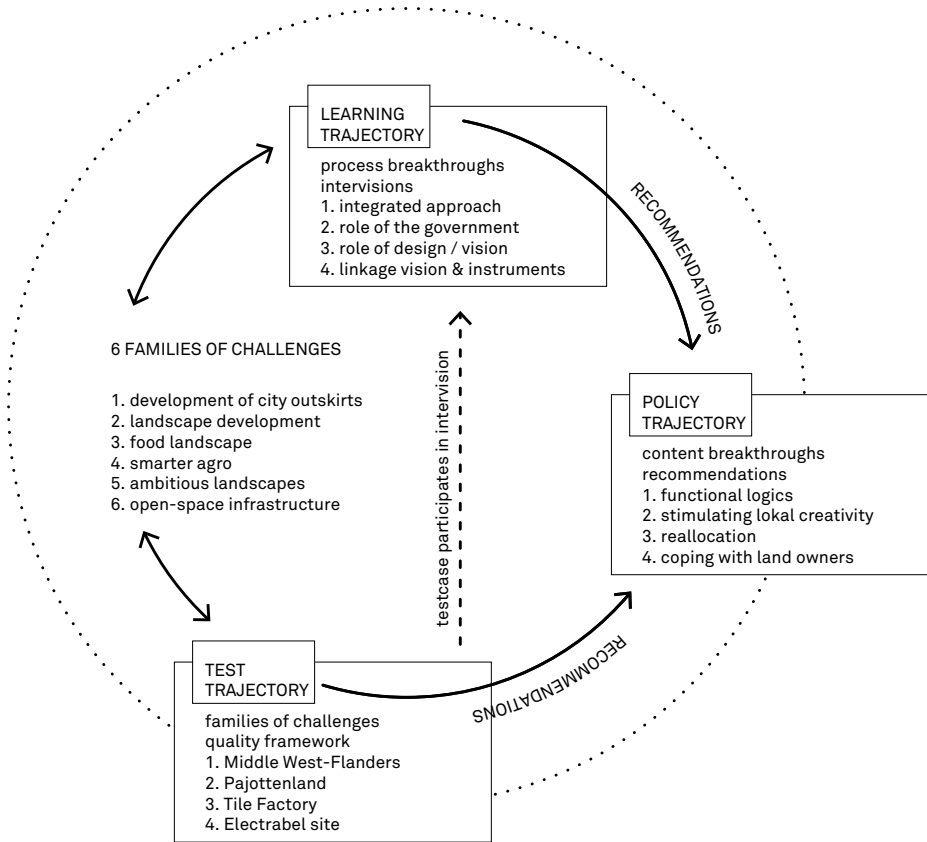 LEARNING
TRAJECTORY
process breakthroughs
intervisions
1. integrated approach
2. role of the government
3. role of design / vision
4. linkage vision & instruments
RECOMMENDATIONS
6 FAMILIES OF CHALLENGES
1. development of city outskirts
2. landscape development
3. food landscape
4. smarter agro
5. ambitious landscapes
6. open-space infrastructure
testcase participates in intervision
POLICY
TRAJECTORY
content breakthroughs
recommendations
1. functional logics
2. stimulating lokal creativity
3. reallocation
4. coping with land owners
TEST
TRAJECTORY
families of challenges
quality framework
1. Middle West-Flanders
2. Pajottenland
3. Tile Factory
4. Electrabel site
RECOMMENDATIONS